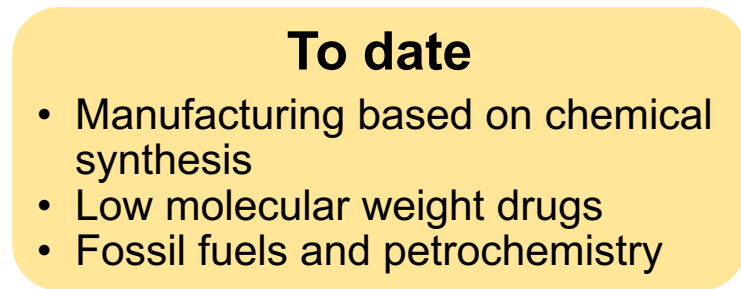 To date
• Manufacturing based on chemical
synthesis
• Low molecular weight drugs
• Fossil fuels and petrochemistry